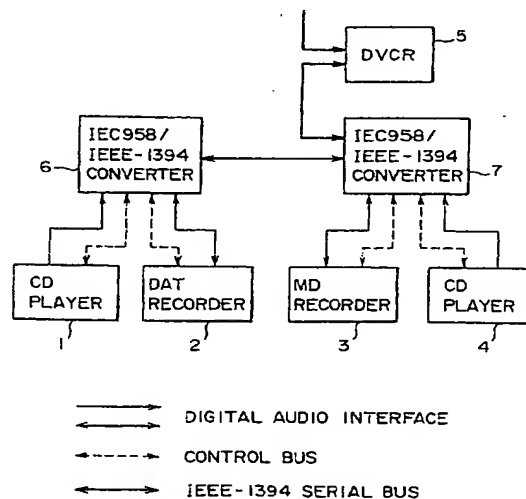 5
DVCR
IEC958/
IEEE-1394
CONVERTER
6
IEC958/
IEEE-1394
CONVERTER
7
CD
PLAYER
1
DAT
RECORDER
2
MD
RECORDER
3
CD
PLAYER
4
DIGITAL AUDIO INTERFACE
CONTROL BUS
IEEE-1394 SERIAL BUS